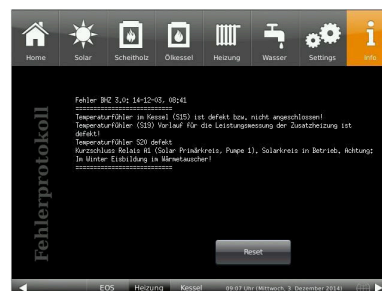 Home
Solar
Scheitholz
Ölkessel
Heizung
Wasser
Settings
Info
Fehlerprotokoll
Fehler BHZ 3.0; 14-12-03, 08:41
==========================
Temperaturfühler im Kessel (S15) ist defekt bzw. nicht angeschlossen!
Temperaturfühler (S19) Vorlauf für die Leistungsmessung der Zusatzheizung ist
defekt!
Temperaturfühler S20 defekt
Kurzschluss Relais A1 (Solar Primärkreis, Pumpe 1), Solarkreis in Betrieb, Achtung:
Im Winter Eisbildung im Wärmetauscher!
==========================
Reset
EOS
Heizung
Kessel
09:07 Uhr (Mittwoch, 3. Dezember 2014)